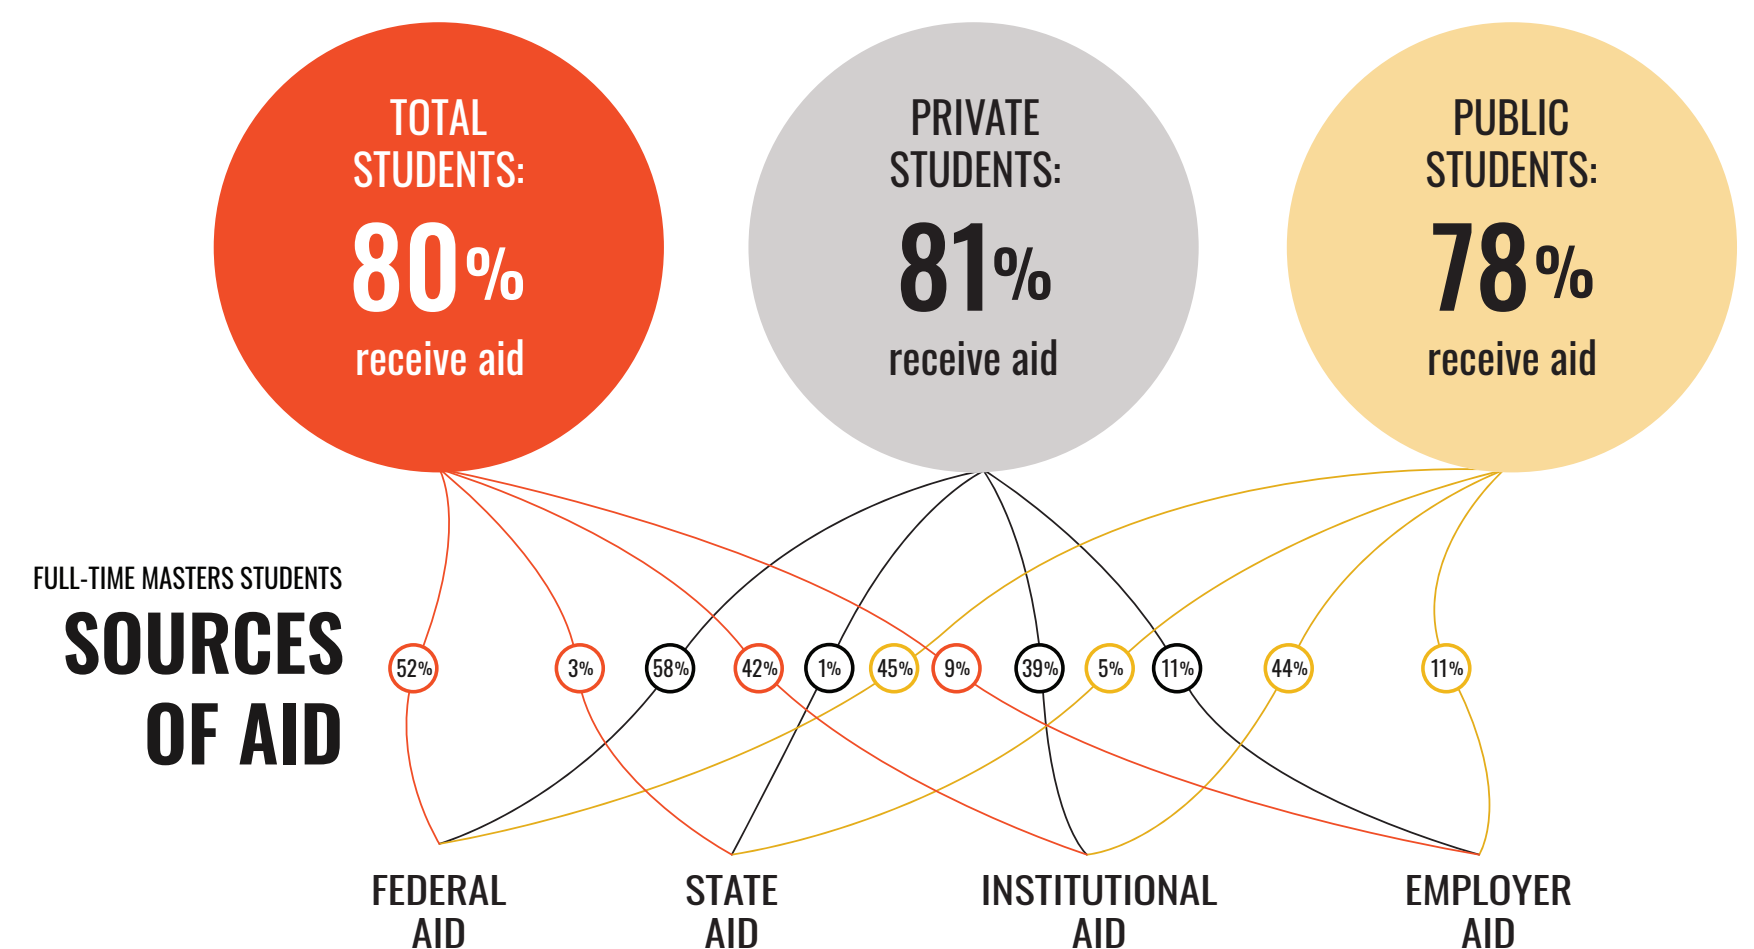 TOTAL
STUDENTS:
80%
receive aid
PRIVATE
STUDENTS:
81%
receive aid
PUBLIC
STUDENTS:
78%
receive aid
FULL-TIME MASTERS STUDENTS
SOURCES
OF AID
52%
3%
58%
42%
1%
45%
9%
39%
5%
11%
44%
11%
FEDERAL
AID
STATE
AID
INSTITUTIONAL
AID
EMPLOYER
AID